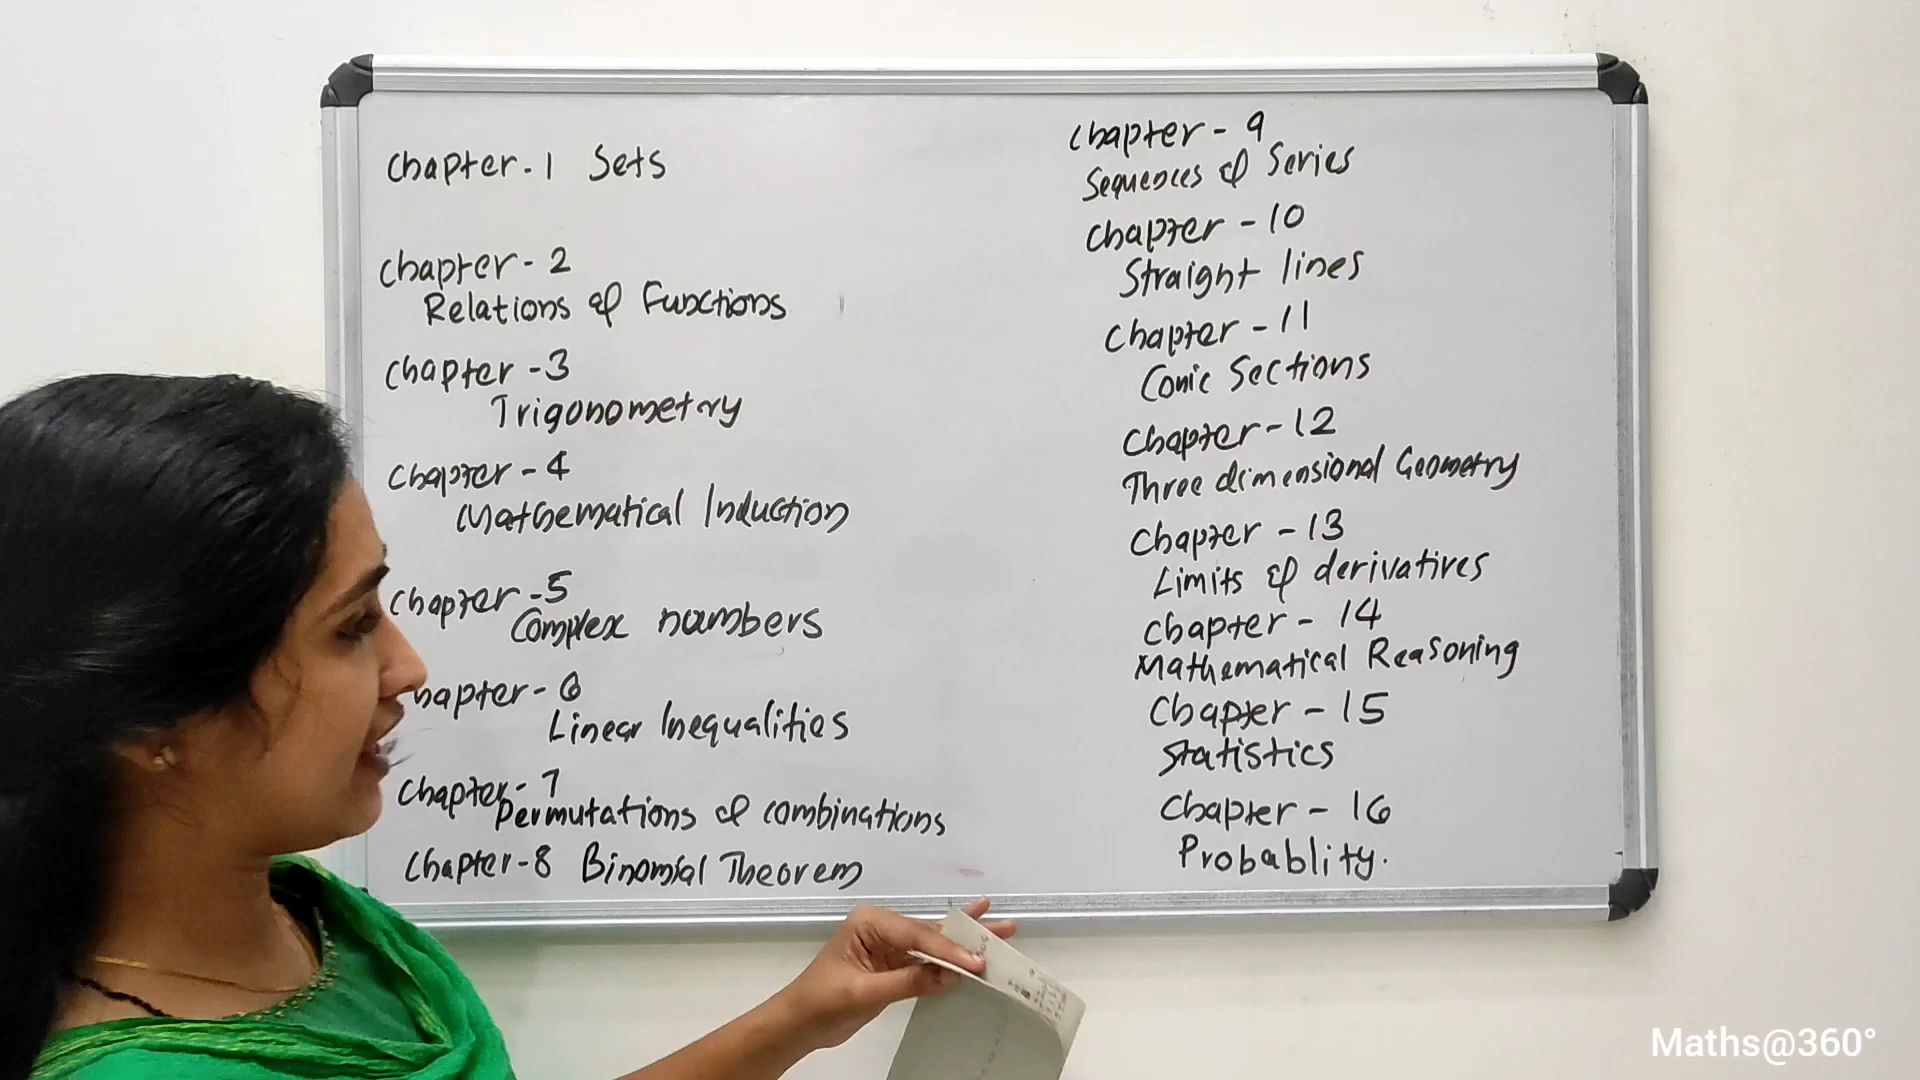 Chapter-1 Sets
Chapter-2
Relations & Functions
Chapter-3
Trigonometry
Chapter-4
Mathematical Induction
Chapter-5
Complex numbers
hapter-6
Linear Inequalities
Chapter-7
Permutations & combinations
Chapter-8 Binomial Theorem
Chapter-9
Sequences & Series
Chapter-10
Straight lines
Chapter-11
Conic Sections
Chapter-12
Three dimensional Geometry
Chapter-13
Limits & derivatives
Chapter-14
Mathematical Reasoning
Chapter-15
Statistics
Chapter-16
Probablity.
Maths@360°